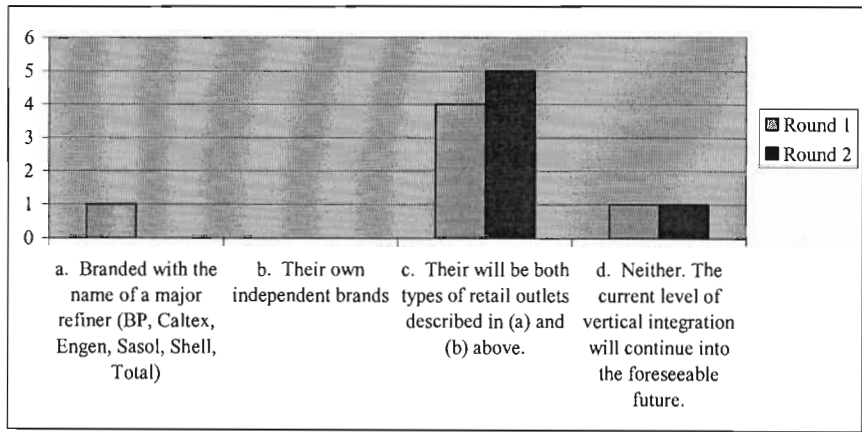 6
5
4
3
2
1
0
Round 1
Round 2
a. Branded with the
name of a major
refiner (BP, Caltex,
Engen, Sasol, Shell,
Total)
b. Their own
independent brands
c. Their will be both
types of retail outlets
described in (a) and
(b) above.
d. Neither. The
current level of
vertical integration
will continue into
the foreseeable
future.